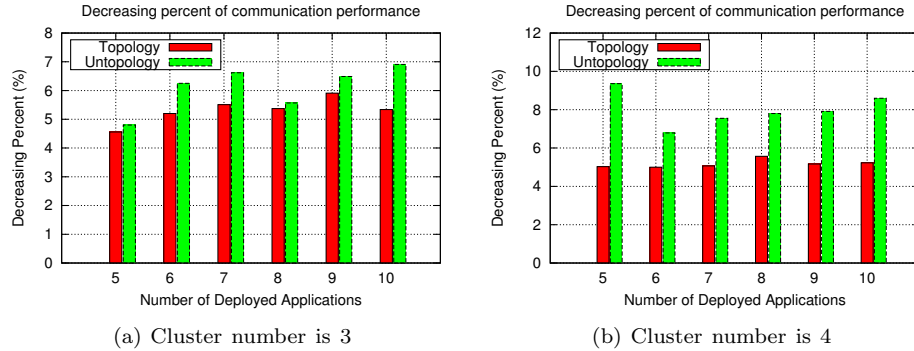 Decreasing percent of communication performance
8
7
6
5
4
3
2
1
0
Decreasing Percent (%)
Topology
Untopology
5 6 7 8 9 10
Number of Deployed Applications
(a) Cluster number is 3
Decreasing percent of communication performance
12
10
8
6
4
2
0
Decreasing Percent (%)
Topology
Untopology
5 6 7 8 9 10
Number of Deployed Applications
(b) Cluster number is 4